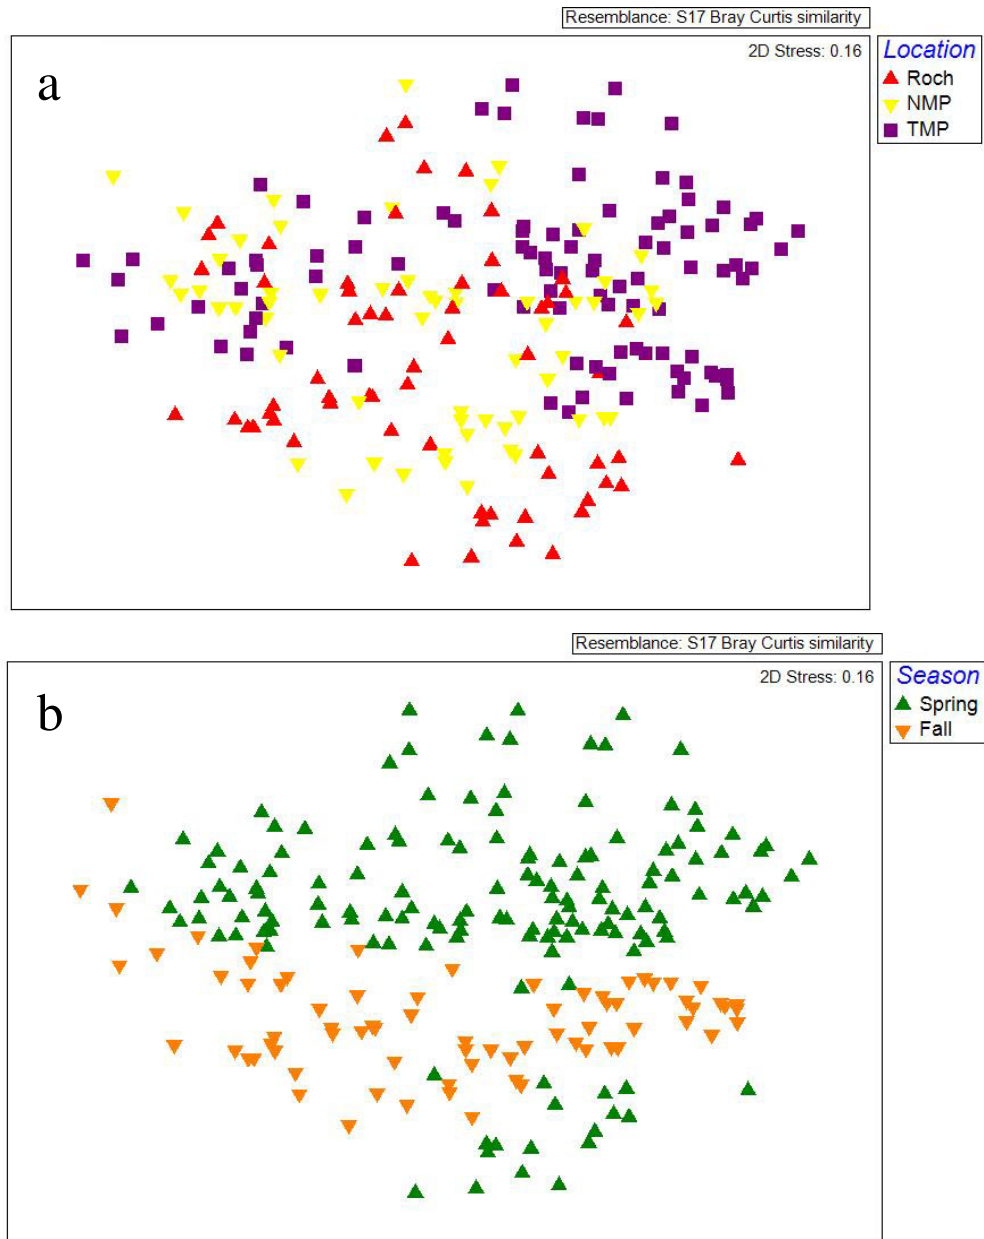 Resemblance: S17 Bray Curtis similarity
a
2D Stress: 0.16
Location
Roch
NMP
TMP
Resemblance: S17 Bray Curtis similarity
b
2D Stress: 0.16
Season
Spring
Fall